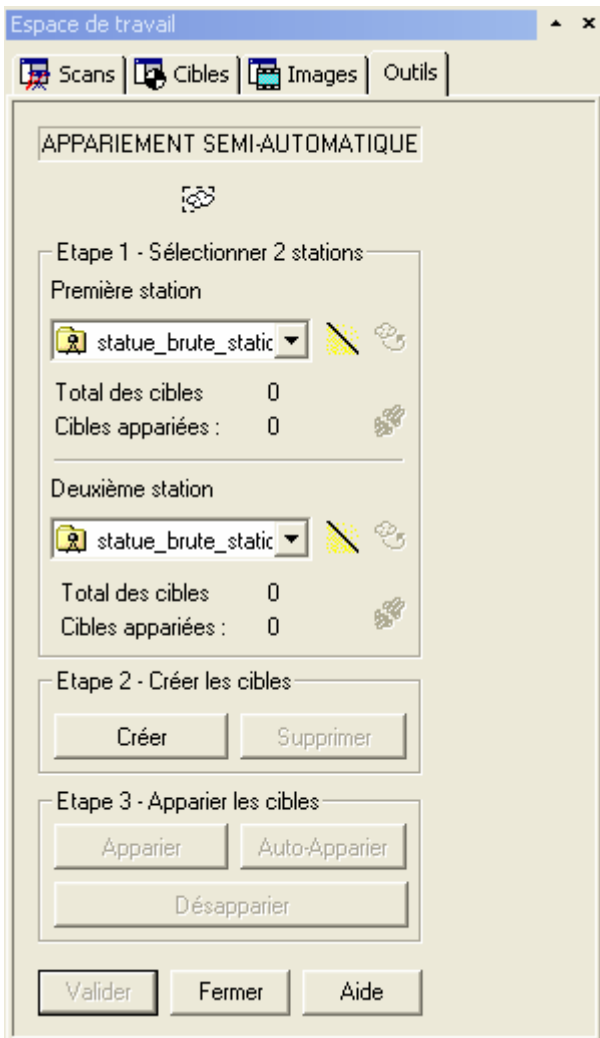 Espace de travail
Scans Cibles Images Outils
APPARIEMENT SEMI-AUTOMATIQUE
Etape 1 - Sélectionner 2 stations
Première station
statue_brute_static
Total des cibles 0
Cibles appariées : 0
Deuxième station
statue_brute_static
Total des cibles 0
Cibles appariées : 0
Etape 2 - Créer les cibles
Créer Supprimer
Etape 3 - Apparier les cibles
Apparier Auto-Apparier
Désapparier
Valider Fermer Aide